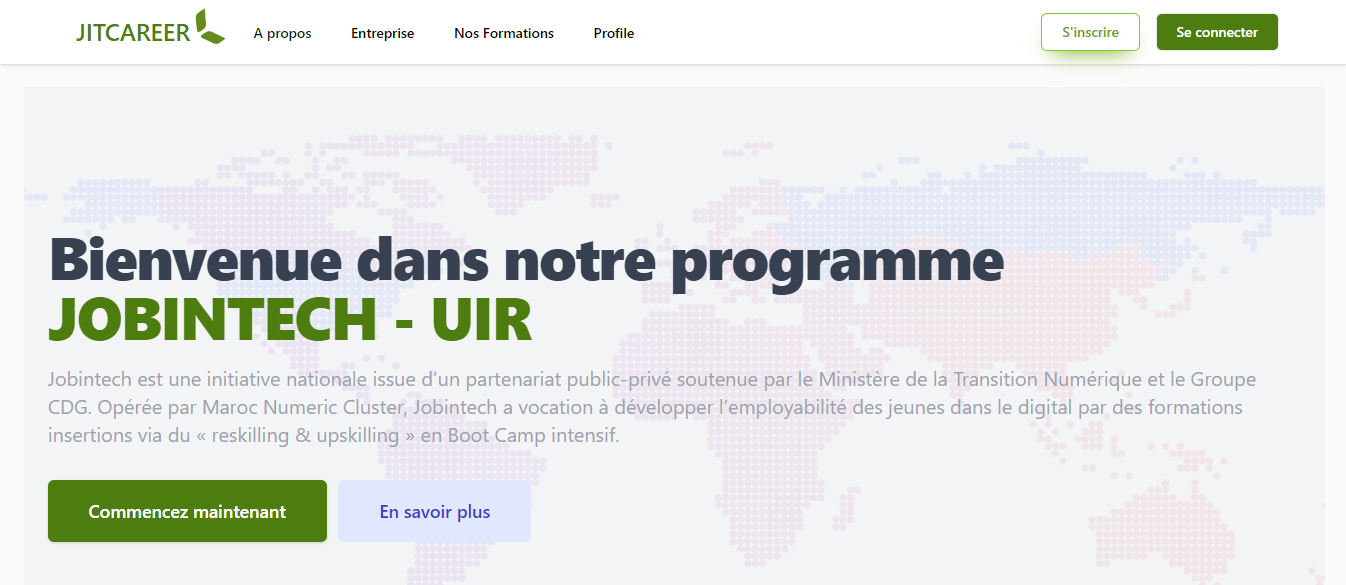 JITCAREER
A propos
Entreprise
Nos Formations
Profile
S'inscrire
Se connecter
Bienvenue dans notre programme
JOBINTECH - UIR
Jobintech est une initiative nationale issue d’un partenariat public-privé soutenue par le Ministère de la Transition Numérique et le Groupe
CDG. Opérée par Maroc Numeric Cluster, Jobintech a vocation à développer l’employabilité des jeunes dans le digital par des formations
insertions via du « reskilling & upskilling » en Boot Camp intensif.
Commencez maintenant
En savoir plus